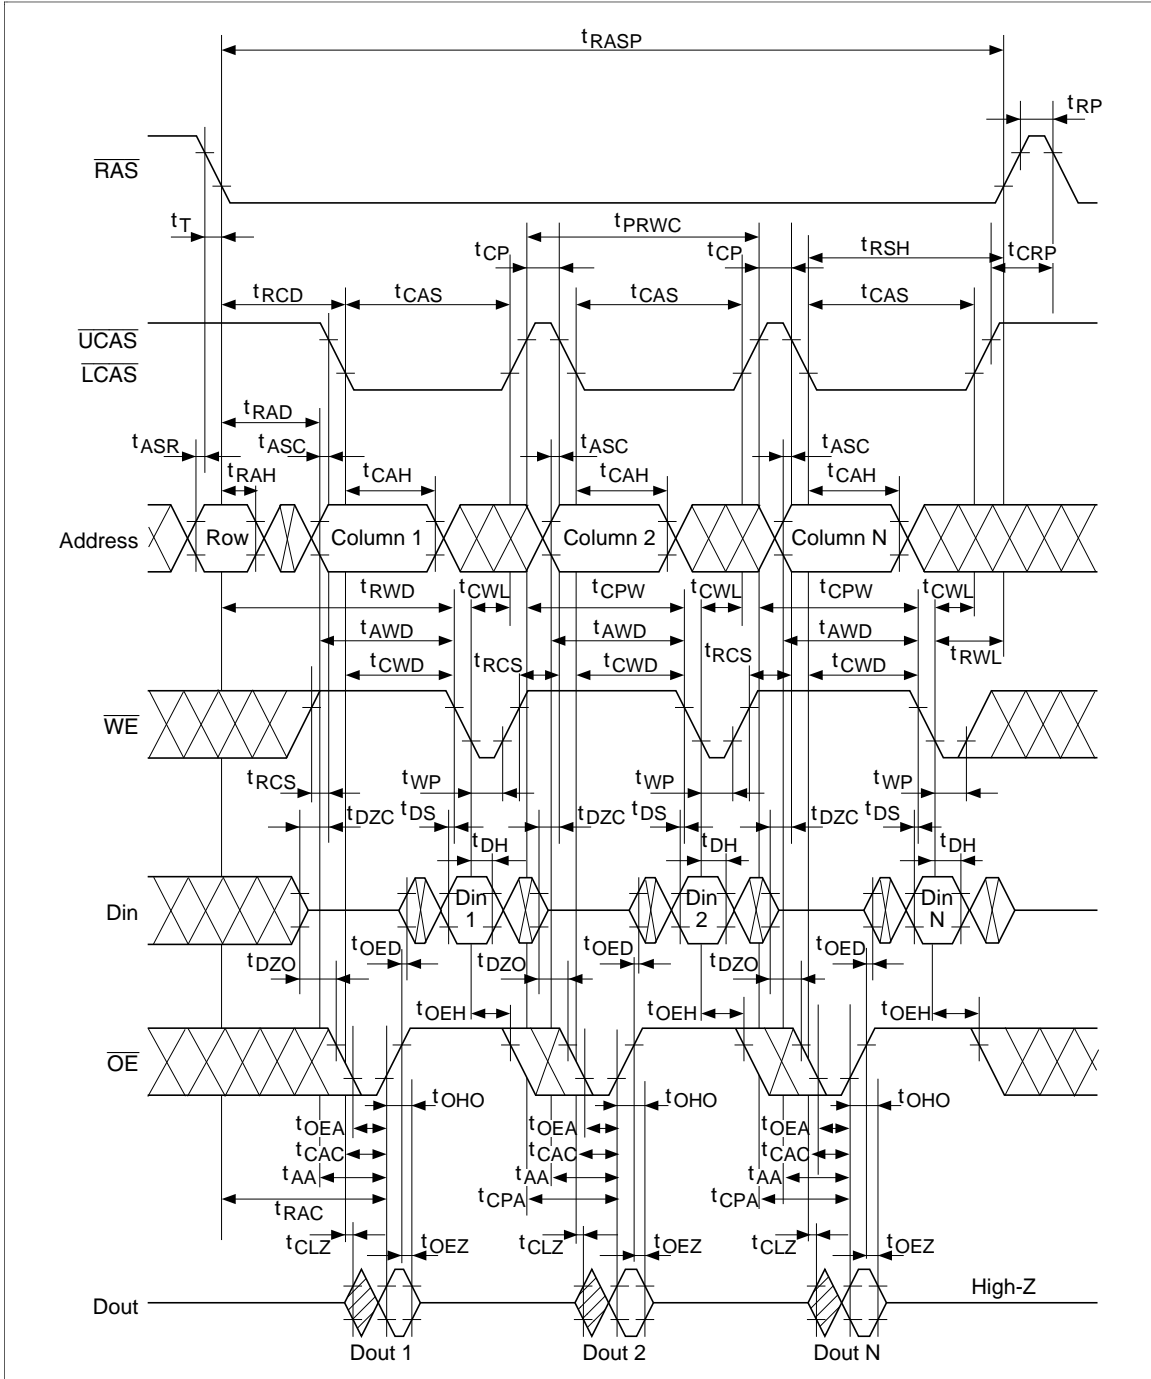 tRASP
tRP
RAS
tT
tPRWC
tCP
tCP
tRSH
tCRP
tRCD
tCAS
tCAS
tCAS
UCAS
LCAS
tRAD
tASR
tASC
tASC
tASC
tRAH
tCAH
tCAH
tCAH
Address
Row
Column 1
Column 2
Column N
tRWD
tCWL
tCPW
tCWL
tCPW
tCWL
tAWD
tAWD
tAWD
tCWD
tRCS
tCWD
tRCS
tCWD
tRWL
WE
tRCS
tWP
tWP
tWP
tDZC
tDS
tDZC
tDS
tDZC
tDS
tDH
tDH
tDH
Din
Din 1
Din 2
Din N
tDZO
tOED
tDZO
tOED
tDZO
tOED
tOEH
tOEH
tOEH
OE
tOHO
tOHO
tOHO
tOEA
tOEA
tOEA
tCAC
tCAC
tCAC
tAA
tAA
tAA
tRAC
tCPA
tCPA
tCLZ
tOEZ
tCLZ
tOEZ
tCLZ
tOEZ
Dout
High-Z
Dout 1
Dout 2
Dout N